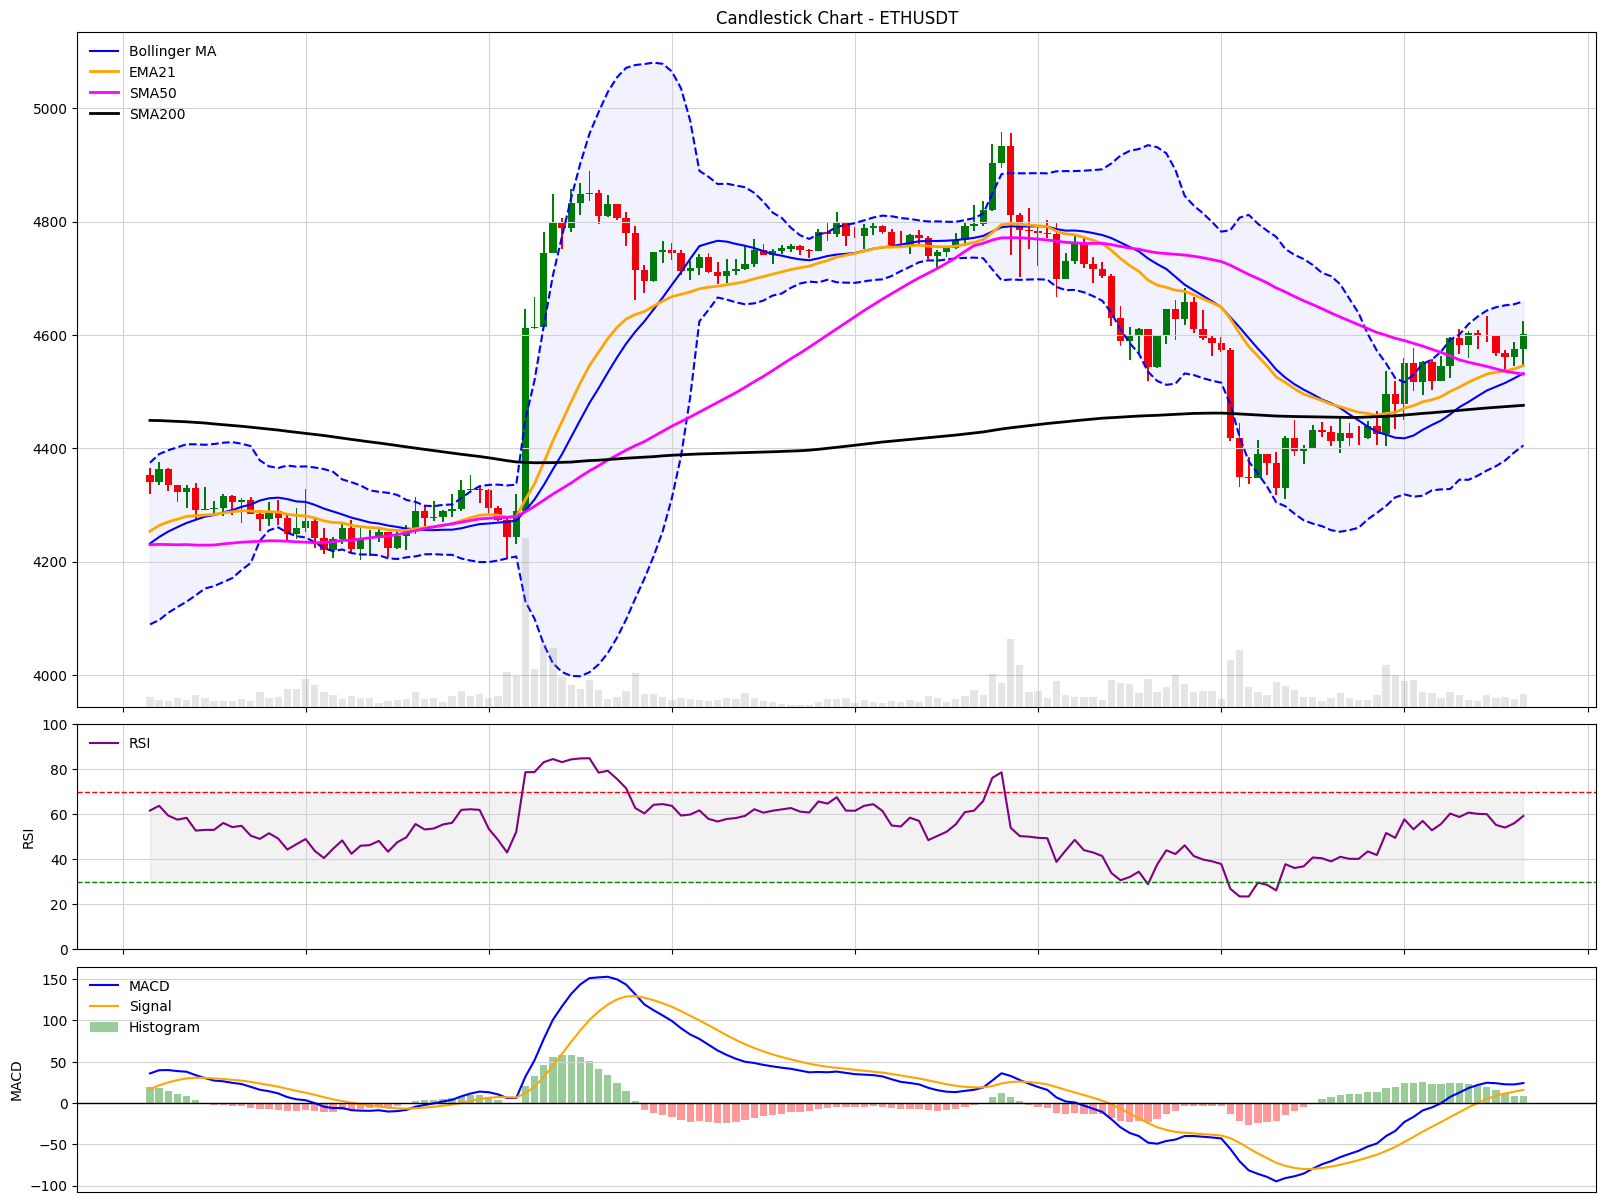 Candlestick Chart - ETHUSDT
Bollinger MA
EMA21
SMA50
SMA200
5000
4800
4600
4400
4200
4000
RSI
100
80
60
40
20
0
RSI
MACD
Signal
Histogram
150
100
50
0
−50
−100
MACD